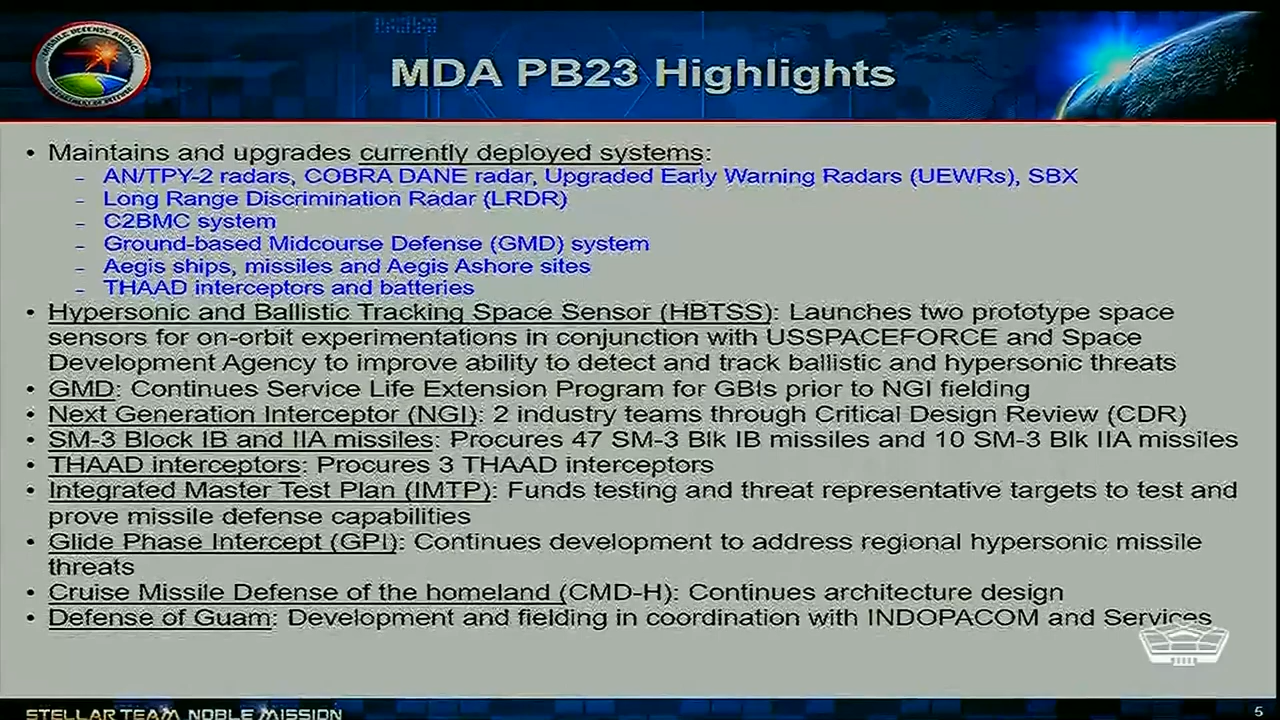 MISSILE DEFENSE AGENCY
DEPARTMENT OF DEFENSE
MDA PB23 Highlights
• Maintains and upgrades currently deployed systems:
– AN/TPY-2 radars, COBRA DANE radar, Upgraded Early Warning Radars (UEWRs), SBX
– Long Range Discrimination Radar (LRDR)
– C2BMC system
– Ground-based Midcourse Defense (GMD) system
– Aegis ships, missiles and Aegis Ashore sites
– THAAD interceptors and batteries
• Hypersonic and Ballistic Tracking Space Sensor (HBTSS): Launches two prototype space
sensors for on-orbit experimentations in conjunction with USSPACEFORCE and Space
Development Agency to improve ability to detect and track ballistic and hypersonic threats
• GMD: Continues Service Life Extension Program for GBIs prior to NGI fielding
• Next Generation Interceptor (NGI): 2 industry teams through Critical Design Review (CDR)
• SM-3 Block IB and IIA missiles: Procures 47 SM-3 Blk IB missiles and 10 SM-3 Blk IIA missiles
• THAAD interceptors: Procures 3 THAAD interceptors
• Integrated Master Test Plan (IMTP): Funds testing and threat representative targets to test and
prove missile defense capabilities
• Glide Phase Intercept (GPI): Continues development to address regional hypersonic missile
threats
• Cruise Missile Defense of the homeland (CMD-H): Continues architecture design
• Defense of Guam: Development and fielding in coordination with INDOPACOM and Services
STELLAR TEAM NOBLE MISSION
5